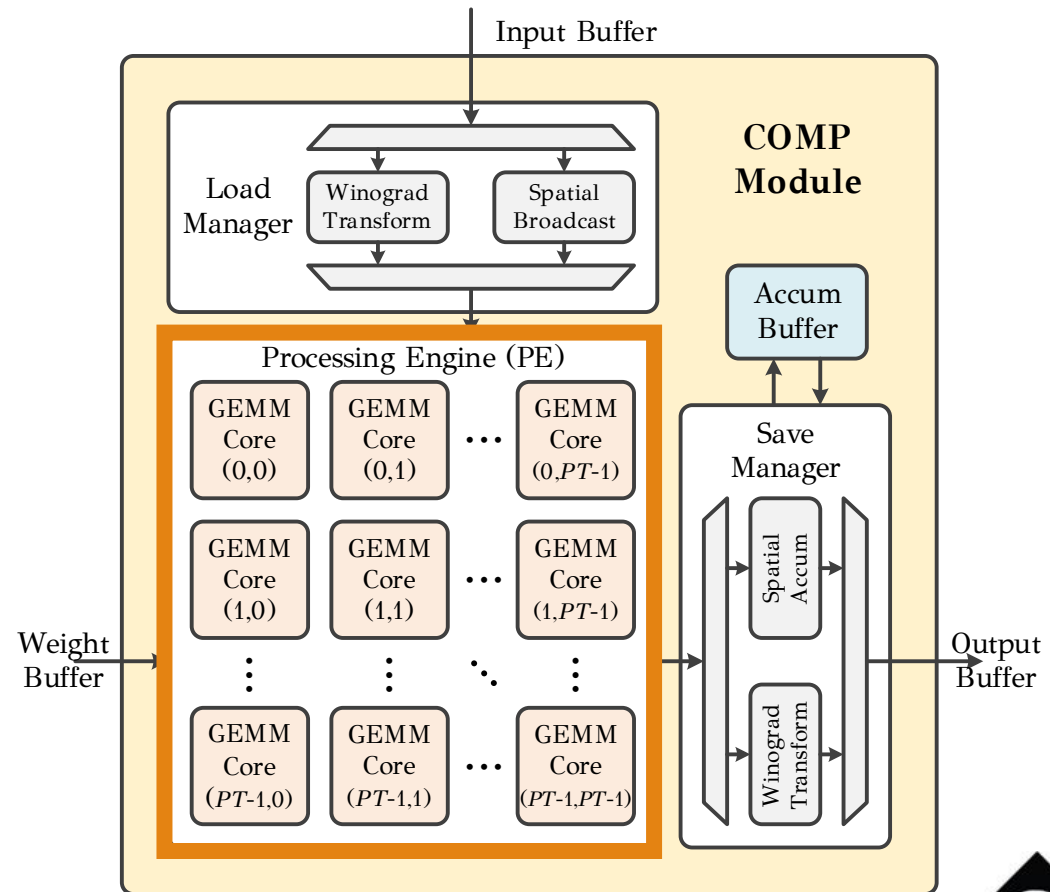 Input Buffer
COMP
Module
Load
Manager
Winograd
Transform
Spatial
Broadcast
Accum
Buffer
Processing Engine (PE)
GEMM
Core
(0,0)
GEMM
Core
(0,1)
...
GEMM
Core
(0,PT-1)
GEMM
Core
(1,0)
GEMM
Core
(1,1)
...
GEMM
Core
(1,PT-1)
GEMM
Core
(PT-1,0)
GEMM
Core
(PT-1,1)
...
GEMM
Core
(PT-1,PT-1)
Save
Manager
Spatial
Accum
Winograd
Transform
Weight
Buffer
Output
Buffer